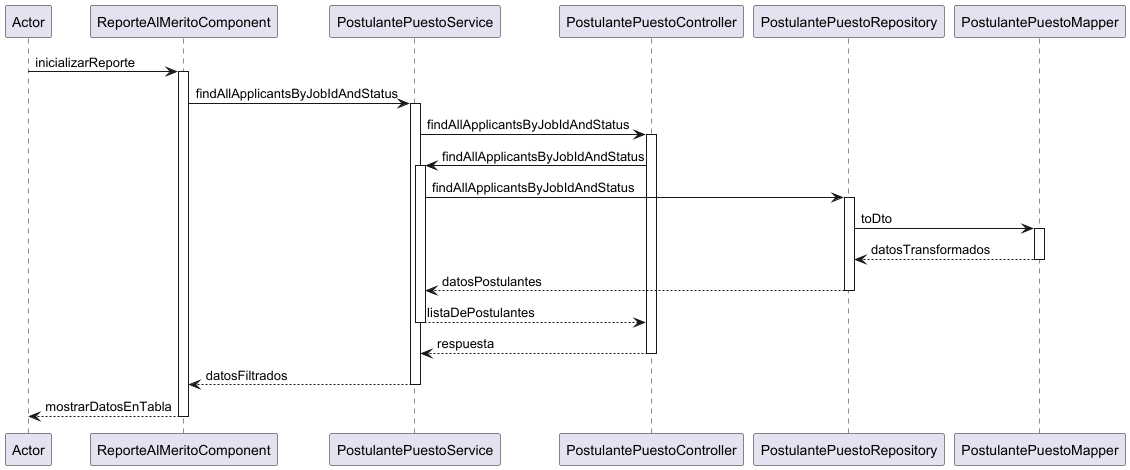 Actor
ReporteAlMeritoComponent
PostulantePuestoService
PostulantePuestoController
PostulantePuestoRepository
PostulantePuestoMapper
inicializarReporte
findAllApplicantsByJobIdAndStatus
findAllApplicantsByJobIdAndStatus
findAllApplicantsByJobIdAndStatus
findAllApplicantsByJobIdAndStatus
toDto
datosTransformados
datosPostulantes
listaDePostulantes
respuesta
datosFiltrados
mostrarDatosEnTabla
Actor
ReporteAlMeritoComponent
PostulantePuestoService
PostulantePuestoController
PostulantePuestoRepository
PostulantePuestoMapper